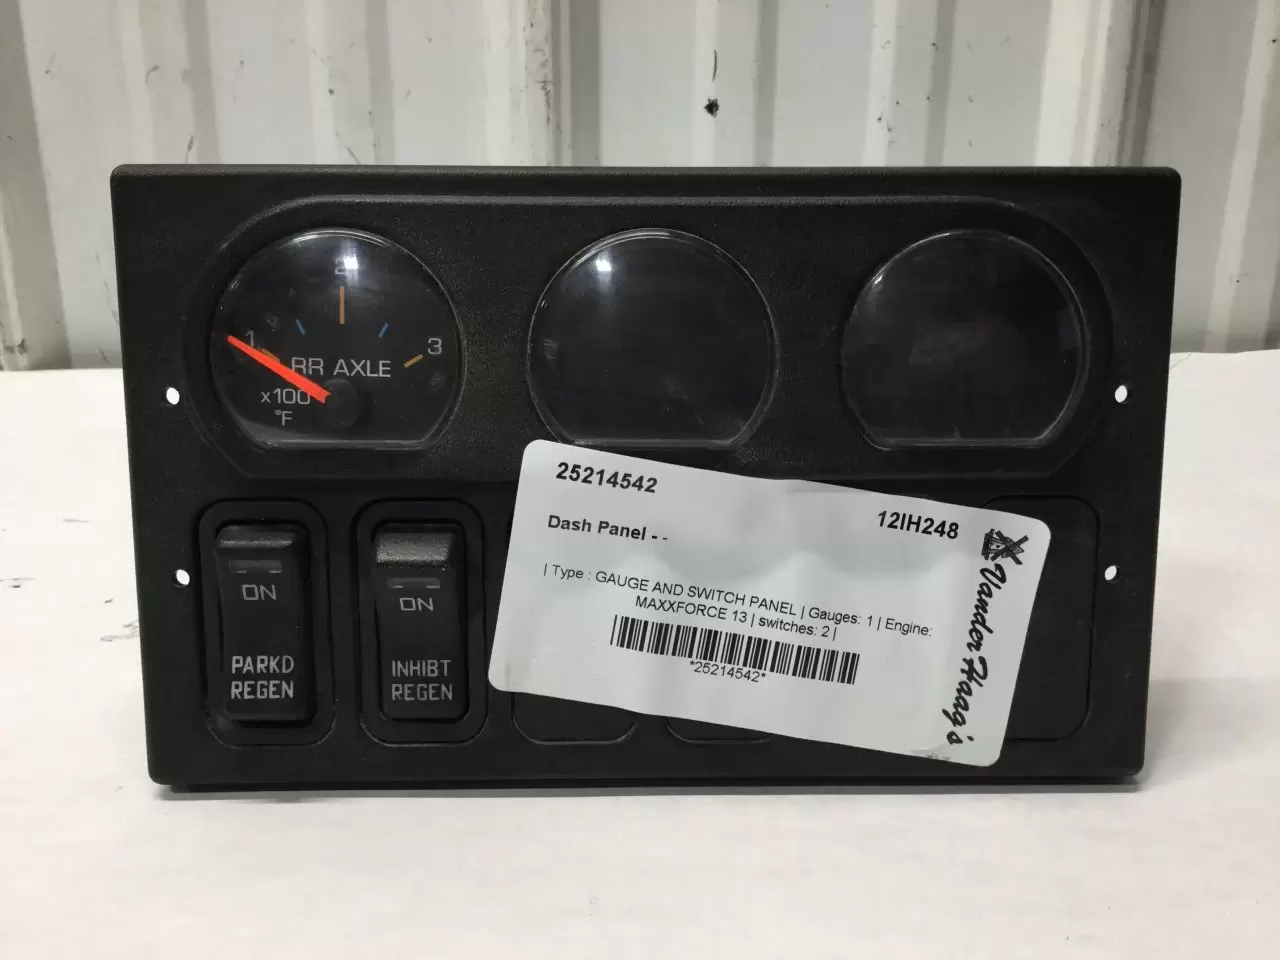 2
1
3
RR AXLE
x100
°F
25214542
12IH248
Dash Panel - -
| Type : GAUGE AND SWITCH PANEL | Gauges: 1 | Engine:
MAXXFORCE 13 | switches: 2 |
*25214542*
Vander Haag's
ON
PARKD
REGEN
ON
INHIBT
REGEN